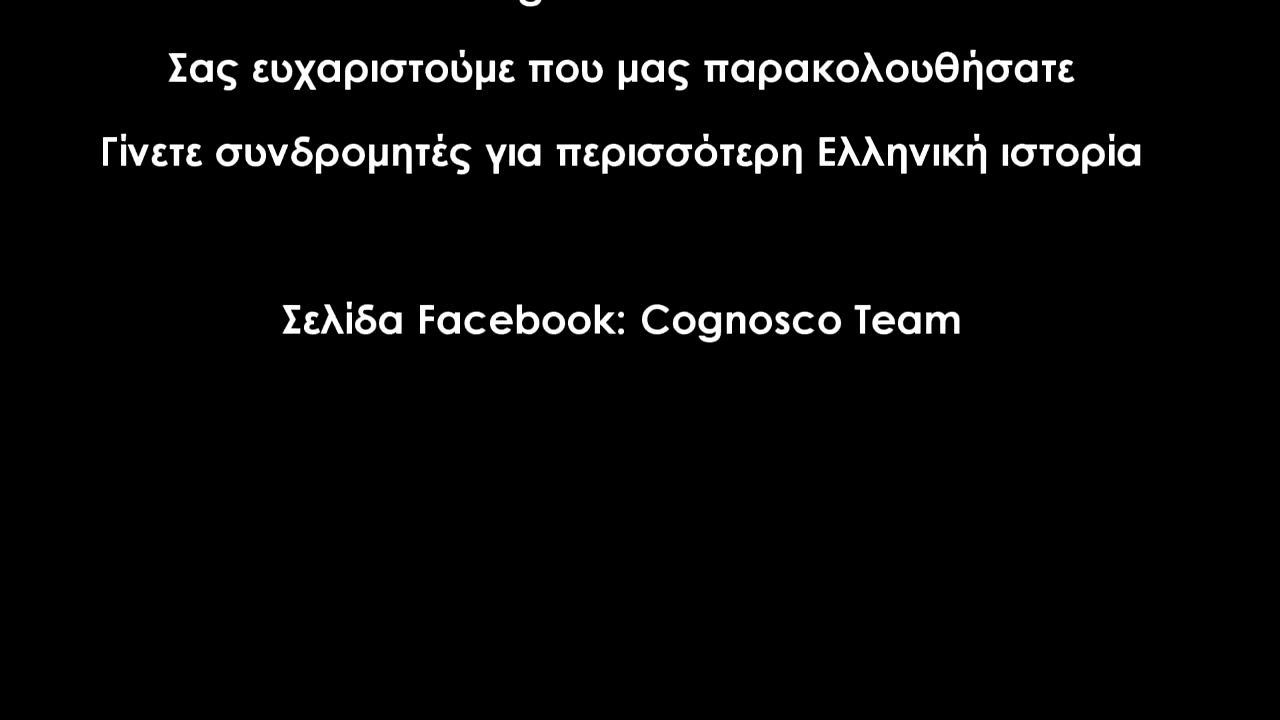 Σας ευχαριστούμε που μας παρακολουθήσατε
Γίνετε συνδρομητές για περισσότερη Ελληνική ιστορία
Σελίδα Facebook: Cognosco Team